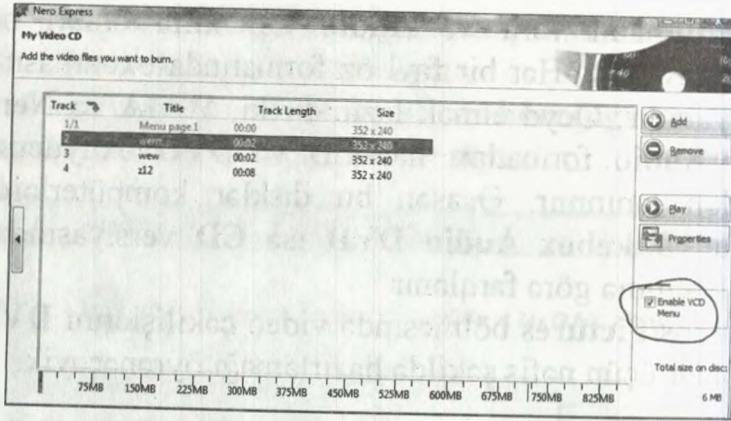 Nero Express
My Video CD
Add the video files you want to burn.
Track Title Track Length Size
1/1 Menu page 1 00:00 352 x 240
2 00:02 352 x 240
3 wew 00:02 352 x 240
4 z12 00:08 352 x 240
Add
Remove
Play
Properties
Enable VCD
Menu
Total size on disc:
75MB 150MB 225MB 300MB 375MB 450MB 525MB 600MB 675MB 750MB 825MB
6 MB